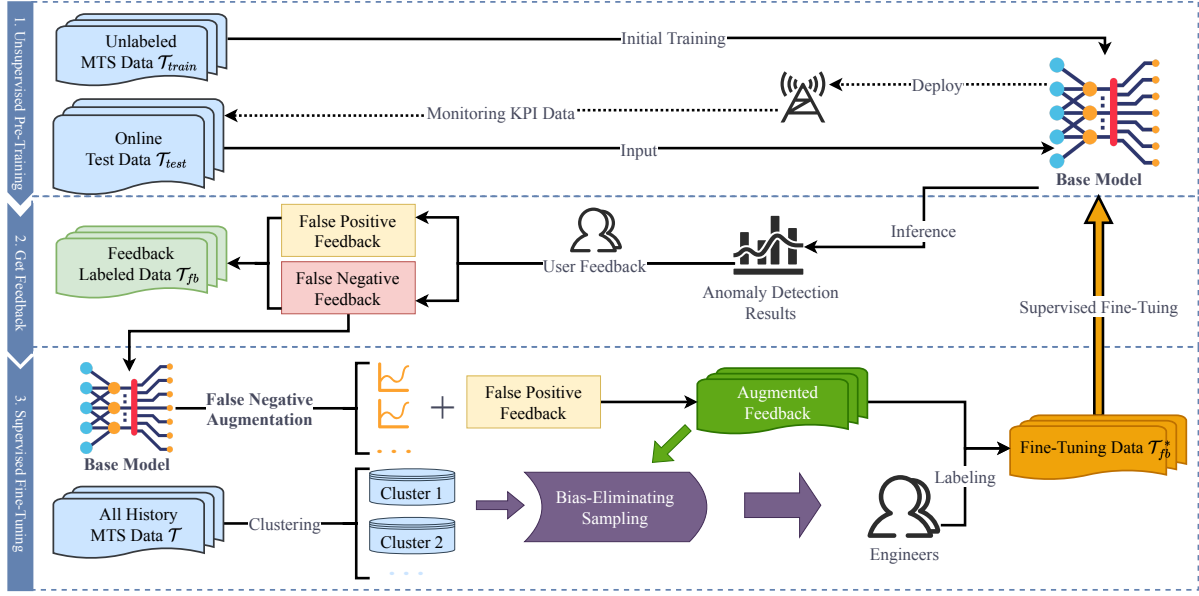 1. Unsupervised Pre-Training
Unlabeled
MTS Data 𝒯train
Initial Training
Deploy
Monitoring KPI Data
Online
Test Data 𝒯test
Input
Base Model
2. Get Feedback
Feedback
Labeled Data 𝒯fb
False Positive
Feedback
False Negative
Feedback
User Feedback
Anomaly Detection
Results
Inference
Supervised Fine-Tuing
3. Supervised Fine-Tuning
Base Model
False Negative
Augmentation
. . .
+
False Positive
Feedback
Augmented
Feedback
Fine-Tuning Data 𝒯*fb
Labeling
All History
MTS Data 𝒯
Clustering
Cluster 1
Cluster 2
. . .
Bias-Eliminating
Sampling
Engineers